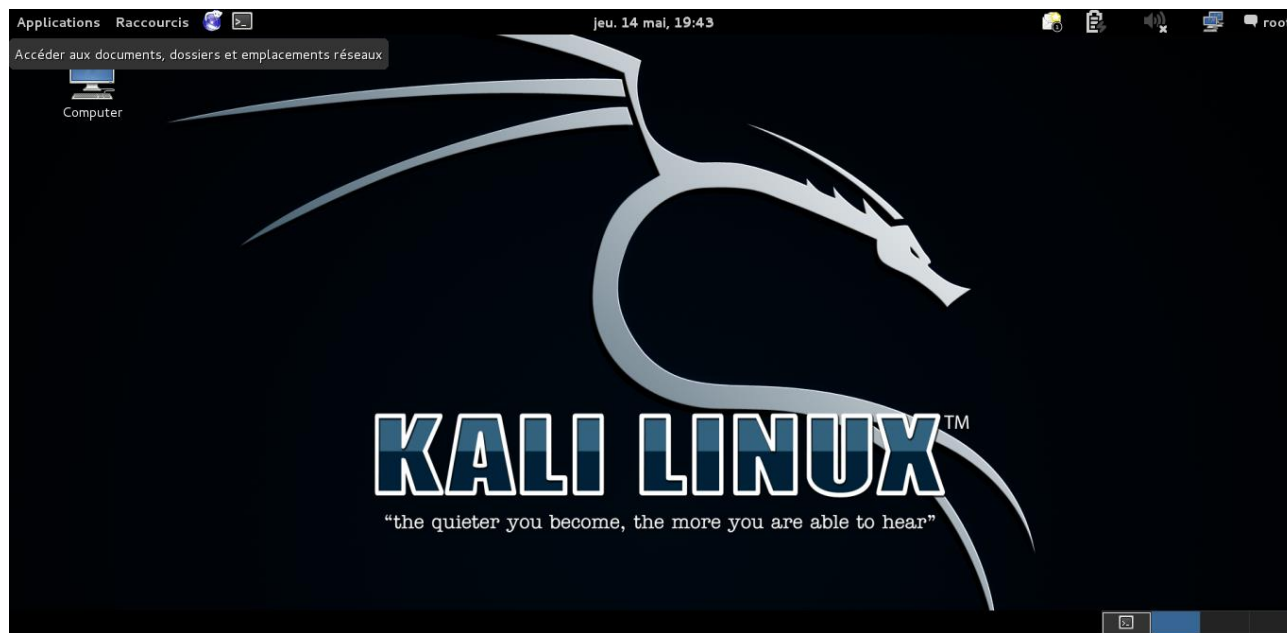 Applications Raccourcis jeu. 14 mai, 19:43 root
Accéder aux documents, dossiers et emplacements réseaux
Computer
KALI LINUX™
“the quieter you become, the more you are able to hear”